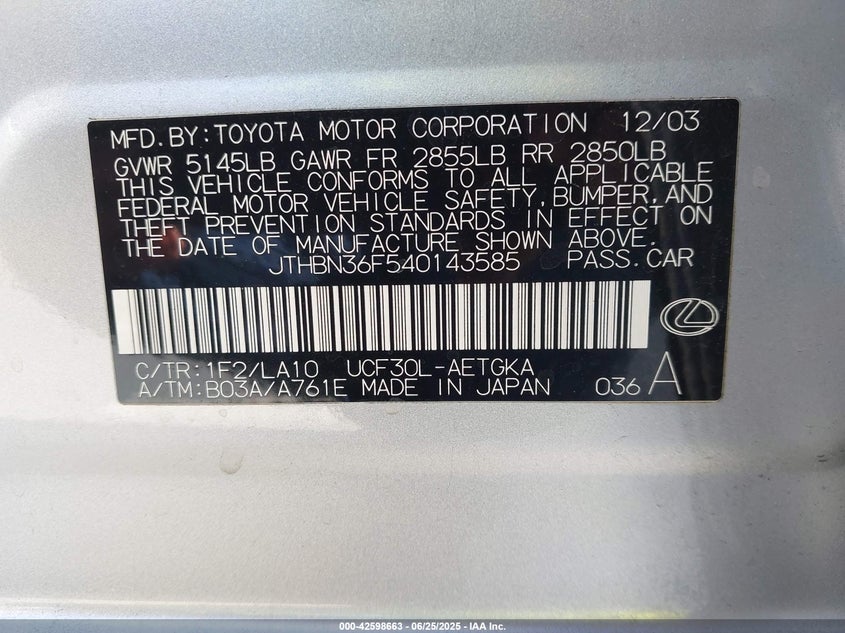 MFD.BY:TOYOTA MOTOR CORPORATION 12/03
GVWR 5145LB GAWR FR 2855LB RR 2850LB
THIS VEHICLE CONFORMS TO ALL APPLICABLE
FEDERAL MOTOR VEHICLE SAFETY, BUMPER, AND
THEFT PREVENTION STANDARDS IN EFFECT ON
THE DATE OF MANUFACTURE SHOWN ABOVE.
JTHBN36F540143585 PASS.CAR
C/TR:1F2/LA10 UCF30L-AETGKA
A/TM:B03A/A761E MADE IN JAPAN 036 A
000-42598663 - 06/25/2025 - IAA Inc.